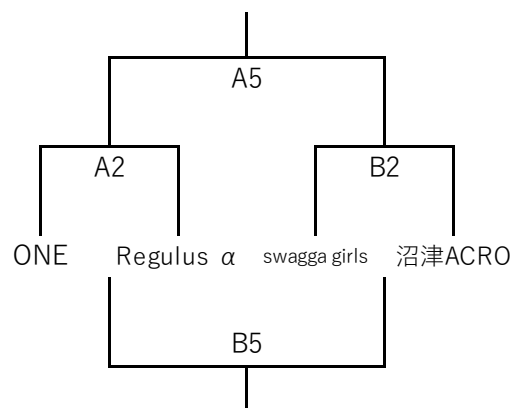 A5
A2
B2
ONE
Regulus α
swagga girls
沼津ACRO
B5